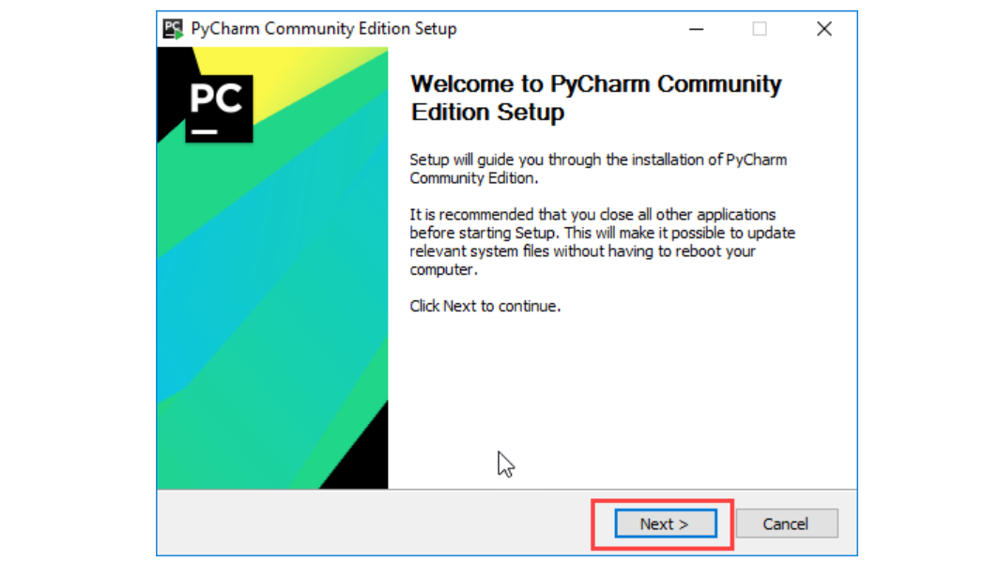 PyCharm Community Edition Setup
PC
Welcome to PyCharm Community
Edition Setup
Setup will guide you through the installation of PyCharm
Community Edition.
It is recommended that you close all other applications
before starting Setup. This will make it possible to update
relevant system files without having to reboot your
computer.
Click Next to continue.
Next >
Cancel